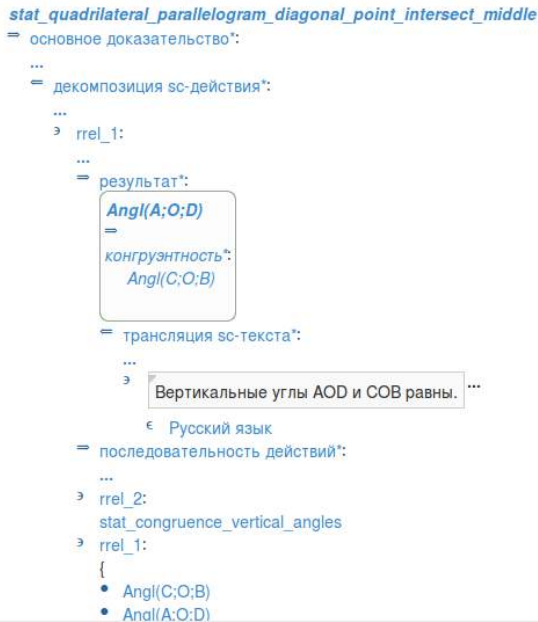 stat_quadrilateral_parallelogram_diagonal_point_intersect_middle
⇒ основное доказательство*:
...
⇐ декомпозиция sc-действия*:
...
∍ rrel_1:
...
⇒ результат*:
Angl(A;O;D)
⇒
конгруэнтность*:
Angl(C;O;B)
⇐ трансляция sc-текста*:
...
∍ Вертикальные углы AOD и COB равны. ...
∊ Русский язык
⇒ последовательность действий*:
...
∍ rrel_2:
stat_congruence_vertical_angles
∍ rrel_1:
{
• Angl(C;O;B)
• Angl(A;O;D)